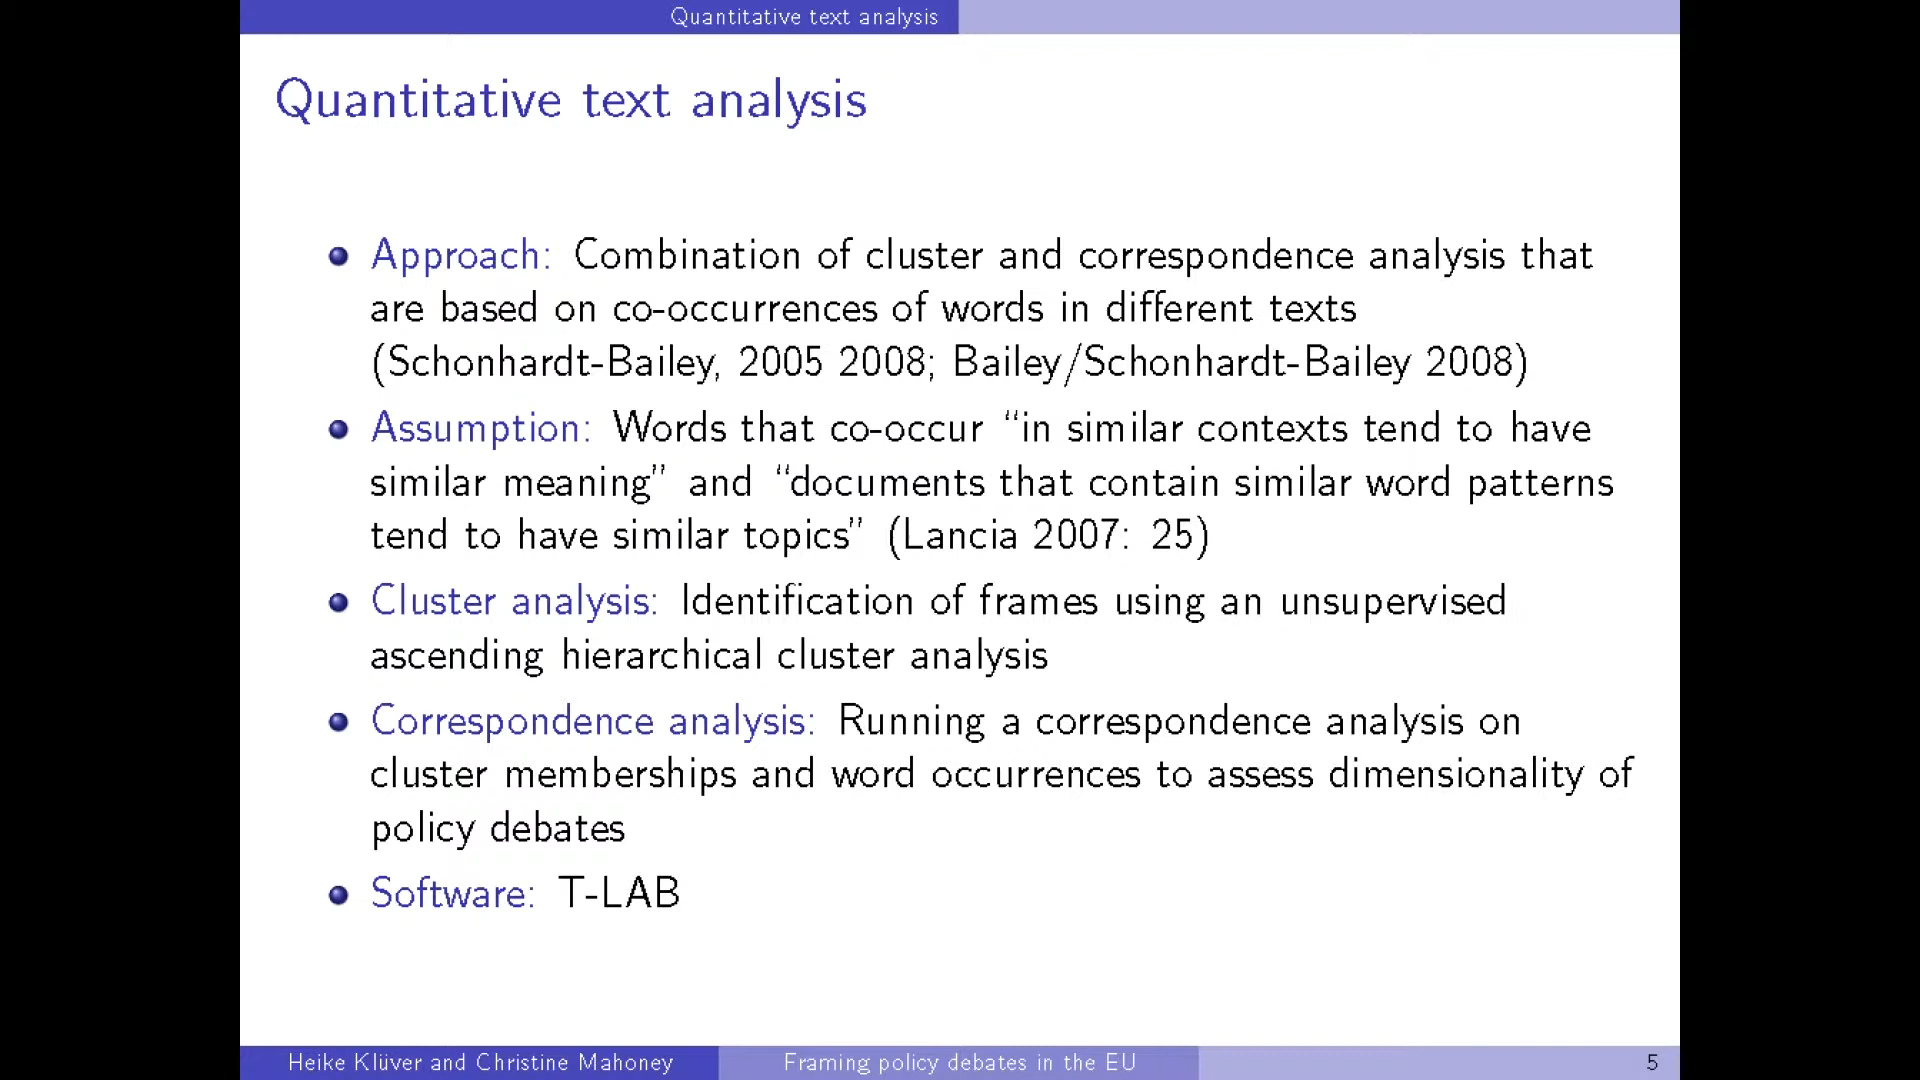 Quantitative text analysis
Quantitative text analysis
Approach: Combination of cluster and correspondence analysis that
are based on co-occurrences of words in different texts
(Schonhardt-Bailey, 2005 2008; Bailey/Schonhardt-Bailey 2008)
Assumption: Words that co-occur “in similar contexts tend to have
similar meaning” and “documents that contain similar word patterns
tend to have similar topics” (Lancia 2007: 25)
Cluster analysis: Identification of frames using an unsupervised
ascending hierarchical cluster analysis
Correspondence analysis: Running a correspondence analysis on
cluster memberships and word occurrences to assess dimensionality of
policy debates
Software: T-LAB
Heike Klüver and Christine Mahoney
Framing policy debates in the EU
5